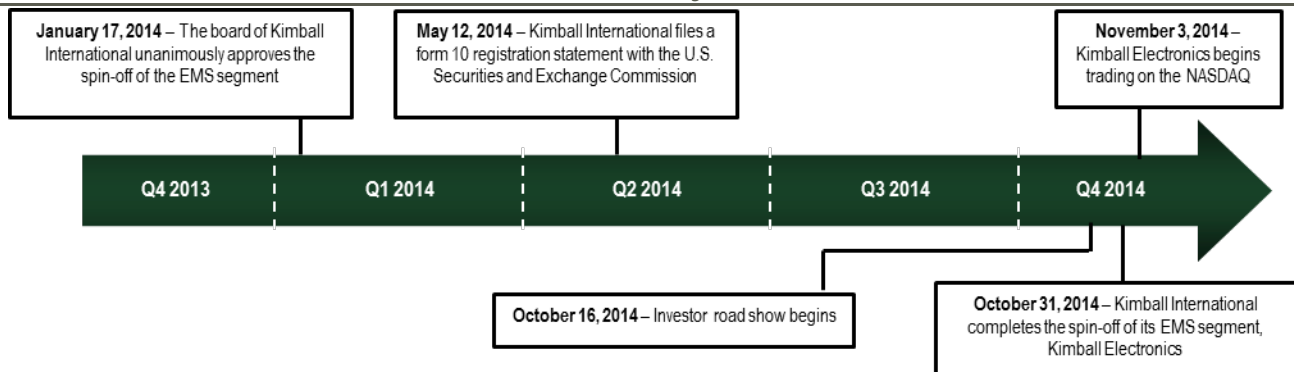 January 17, 2014 – The board of Kimball
International unanimously approves the
spin-off of the EMS segment
May 12, 2014 – Kimball International files a
form 10 registration statement with the U.S.
Securities and Exchange Commission
November 3, 2014 –
Kimball Electronics begins
trading on the NASDAQ
Q4 2013
Q1 2014
Q2 2014
Q3 2014
Q4 2014
October 16, 2014 – Investor road show begins
October 31, 2014 – Kimball International
completes the spin-off of its EMS segment,
Kimball Electronics